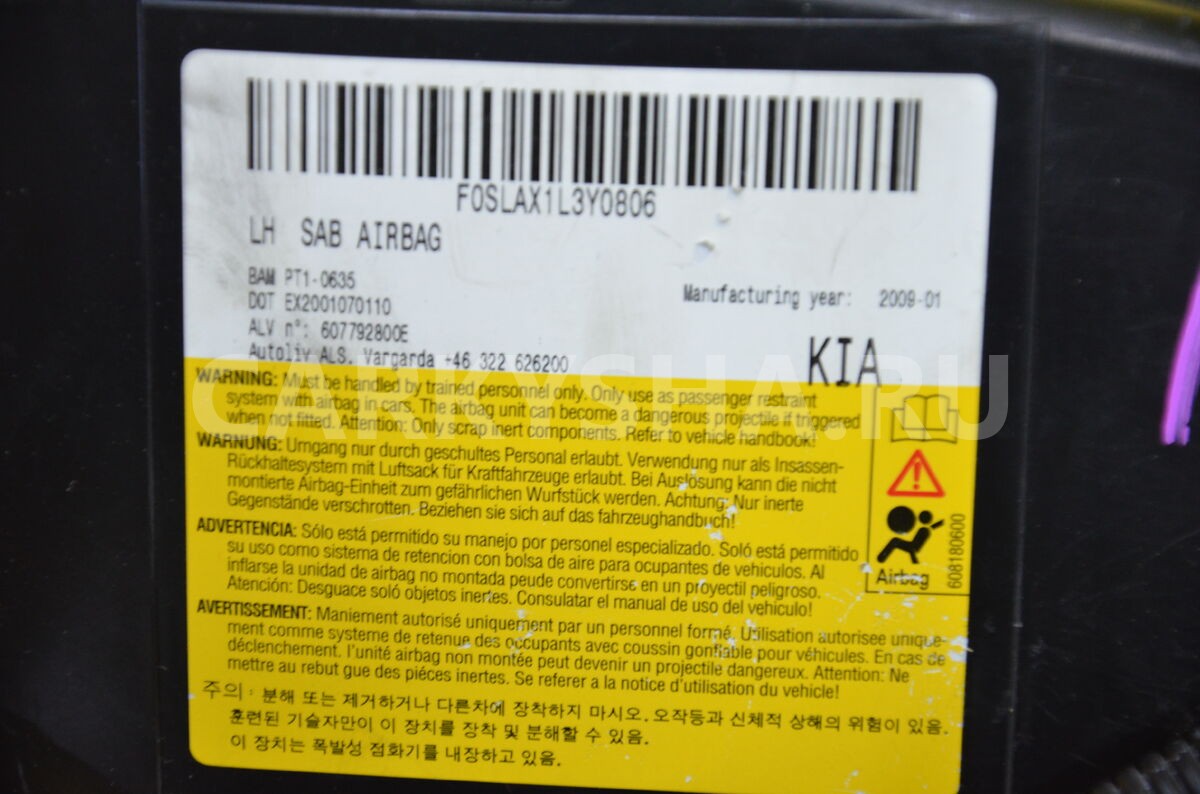 F0SLAX1L3Y0806
LH SAB AIRBAG
BAM PT1-0635
DOT EX2001070110
ALV n°: 607792800E
Autoliv ALS. Vargarda +46 322 626200
Manufacturing year: 2009-01
KIA
WARNING: Must be handled by trained personnel only. Only use as passenger restraint
system with airbag in cars. The airbag unit can become a dangerous projectile if triggered
when not fitted. Attention: Only scrap inert components. Refer to vehicle handbook!
WARNUNG: Umgang nur durch geschultes Personal erlaubt. Verwendung nur als Insassen-
Rückhaltesystem mit Luftsack für Kraftfahrzeuge erlaubt. Bei Auslösung kann die nicht
montierte Airbag-Einheit zum gefährlichen Wurfstück werden. Achtung: Nur inerte
Gegenstände verschrotten. Beziehen sie sich auf das fahrzeughandbuch!
ADVERTENCIA: Sólo está permitido su manejo por personel especializado. Soló está permitido
su uso como sistema de retencion con bolsa de aire para ocupantes de vehiculos. Al
inflarse la unidad de airbag no montada peude convertirse en un proyectil peligroso.
Atención: Desguace soló objetos inertes. Consulatar el manual de uso del vehiculo!
AVERTISSEMENT: Maniement autorisé uniquement par un personnel formé. Utilisation autorisee unique-
ment comme systeme de retenue des occupants avec coussin gonflable pour véhicules. En cas de
déclenchement. l'unité airbag non montée peut devenir un projectile dangereux. Attention: Ne
mettre au rebut gue des piéces inertes. Se referer a la notice d'utilisation du vehicle!
주의 : 분해 또는 제거하거나 다른차에 장착하지 마시오. 오작동과 신체적 상해의 위험이 있음.
훈련된 기술자만이 이 장치를 장착 및 분해할 수 있음.
이 장치는 폭발성 점화기를 내장하고 있음.
Airbag
608180600
CARKYSHA.RU